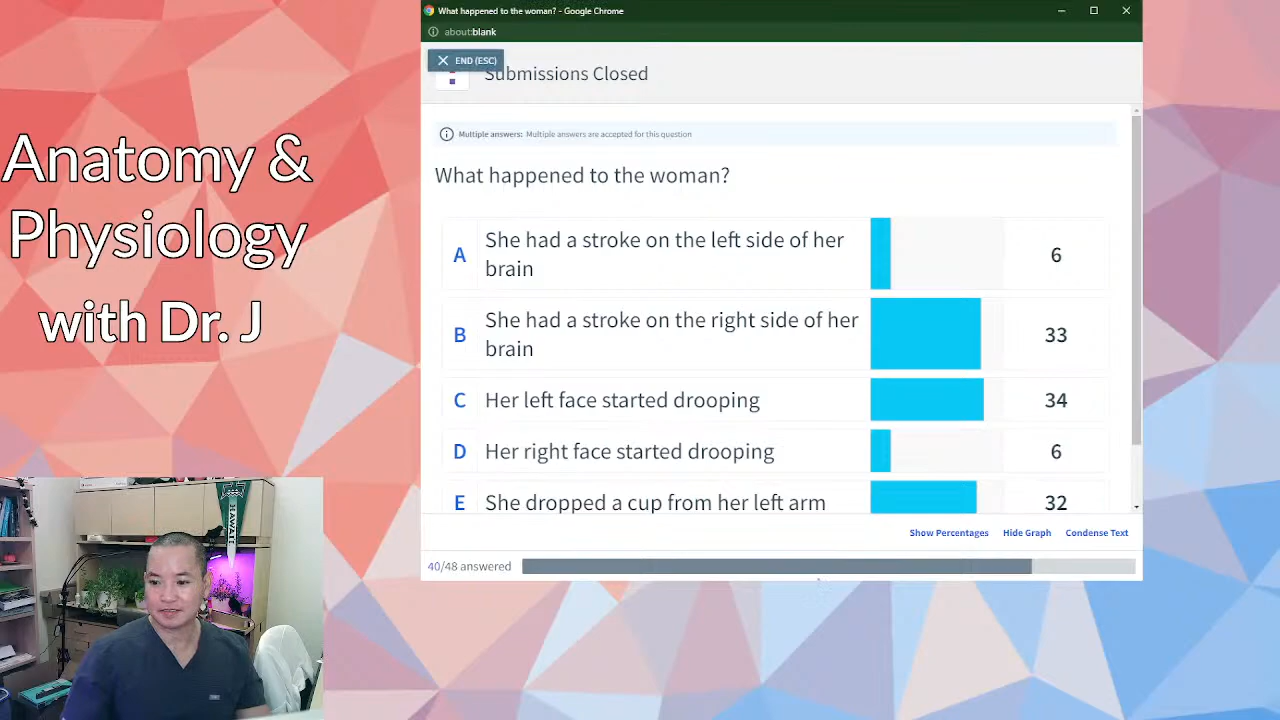 What happened to the woman? - Google Chrome
about:blank
END (ESC)
Submissions Closed
Multiple answers: Multiple answers are accepted for this question
What happened to the woman?
A She had a stroke on the left side of her
brain
6
B She had a stroke on the right side of her
brain
33
C Her left face started drooping 34
D Her right face started drooping 6
E She dropped a cup from her left arm 32
Show Percentages Hide Graph Condense Text
40/48 answered
Anatomy &
Physiology
with Dr. J
HAWAII